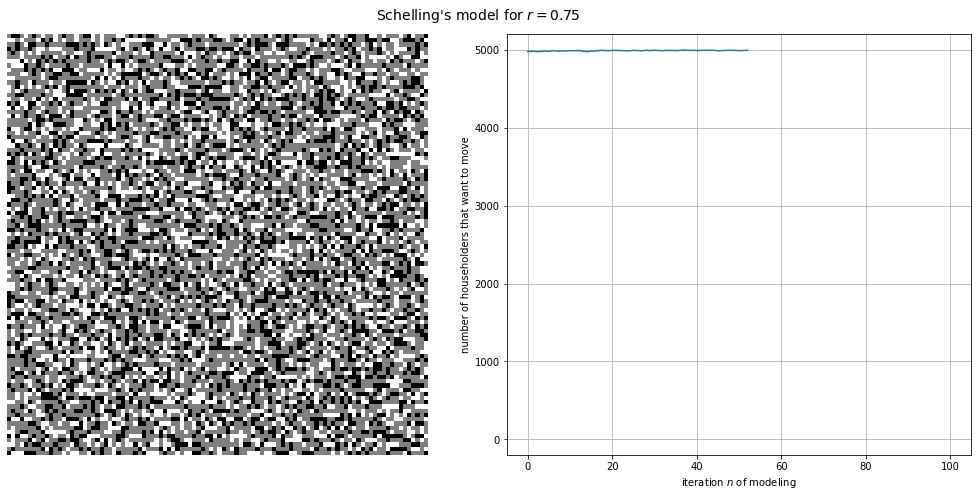 Schelling's model for r = 0.75
number of householders that want to move
5000
4000
3000
2000
1000
0
0 20 40 60 80 100
iteration n of modeling